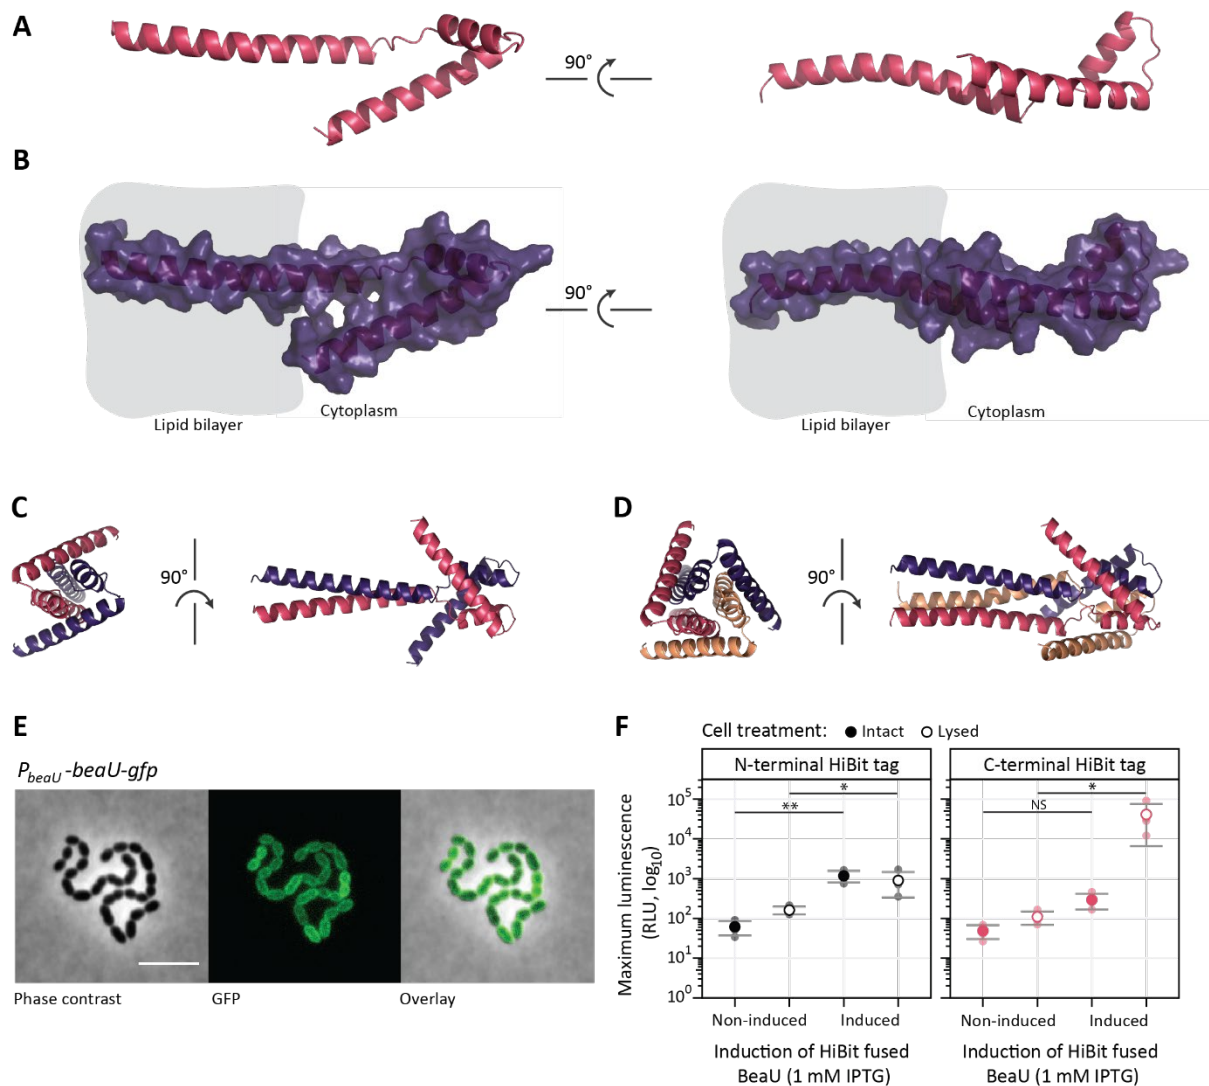 A
90°
B
90°
Cytoplasm
Lipid bilayer
Cytoplasm
Lipid bilayer
C
90°
D
90°
E
P_beaU-beaU-gfp
Phase contrast
GFP
Overlay
F
Cell treatment: Intact Lysed
N-terminal HiBit tag
C-terminal HiBit tag
Maximum luminescence
(RLU, log10)
10^5
10^4
10^3
10^2
10^1
10^0
**
*
NS
*
Non-induced
Induced
Non-induced
Induced
Induction of HiBit fused
BeaU (1 mM IPTG)
Induction of HiBit fused
BeaU (1 mM IPTG)